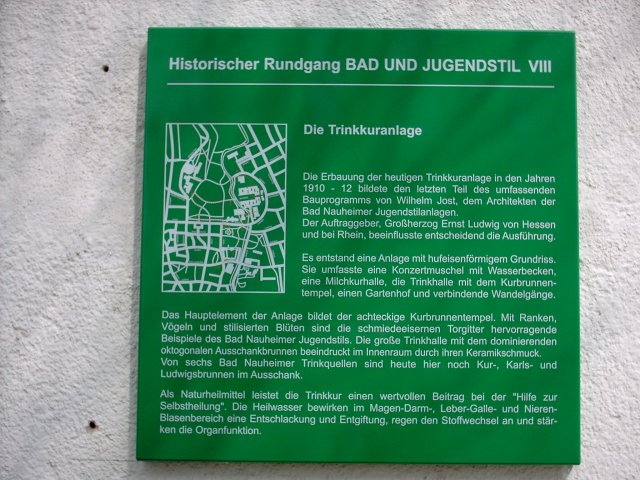 Historischer Rundgang BAD UND JUGENDSTIL VIII
Die Trinkkuranlage
Die Erbauung der heutigen Trinkkuranlage in den Jahren
1910 - 12 bildete den letzten Teil des umfassenden
Bauprogramms von Wilhelm Jost, dem Architekten der
Bad Nauheimer Jugendstilanlagen.
Der Auftraggeber, Großherzog Ernst Ludwig von Hessen
und bei Rhein, beeinflusste entscheidend die Ausführung.
Es entstand eine Anlage mit hufeisenförmigem Grundriss.
Sie umfasste eine Konzertmuschel mit Wasserbecken,
eine Milchkurhalle, die Trinkhalle mit dem Kurbrunnen-
tempel, einen Gartenhof und verbindende Wandelgänge.
Das Hauptelement der Anlage bildet der achteckige Kurbrunnentempel. Mit Ranken,
Vögeln und stilisierten Blüten sind die schmiedeeisernen Torgitter hervorragende
Beispiele des Bad Nauheimer Jugendstils. Die große Trinkhalle mit dem dominierenden
oktogonalen Ausschankbrunnen beeindruckt im Innenraum durch ihren Keramikschmuck.
Von sechs Bad Nauheimer Trinkquellen sind heute hier noch Kur-, Karls- und
Ludwigsbrunnen im Ausschank.
Als Naturheilmittel leistet die Trinkkur einen wertvollen Beitrag bei der "Hilfe zur
Selbstheilung". Die Heilwasser bewirken im Magen-Darm-, Leber-Galle- und Nieren-
Blasenbereich eine Entschlackung und Entgiftung, regen den Stoffwechsel an und stär-
ken die Organfunktion.